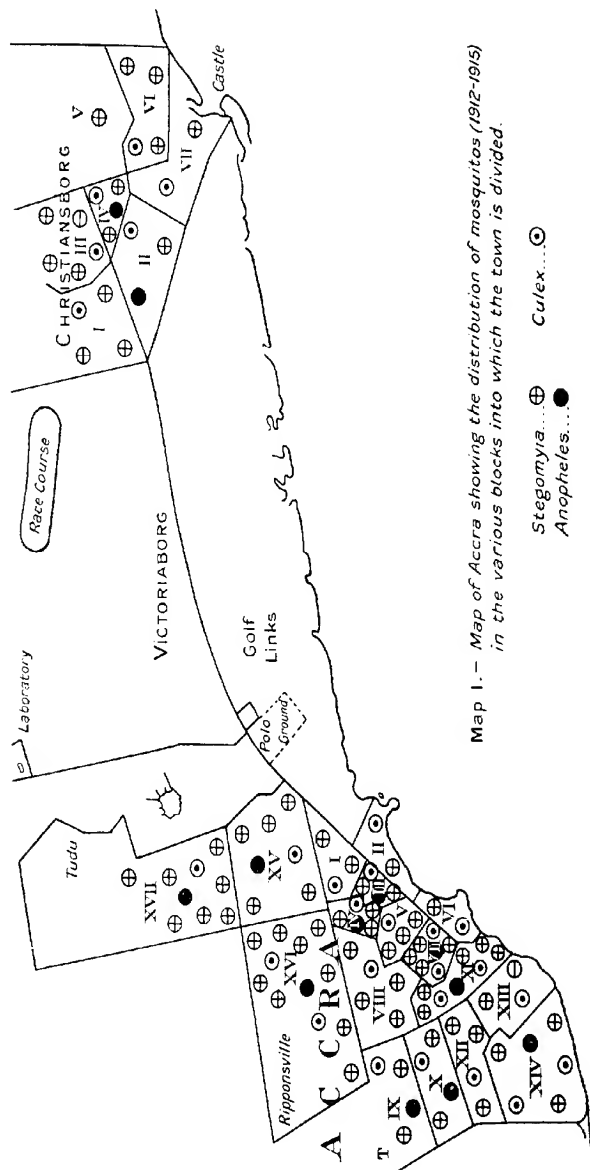 Race Course
Laboratory
Tudu
VICTORIABORG
Golf
Links
Polo
Ground
Castle
CHRISTIANSBORG
I
II
III
IV
V
VI
VII
Ripponsville
ACCRA
T
I
II
V
VI
VIII
IX
X
XII
XIII
XIV
XV
XVI
XVII
Map I.– Map of Accra showing the distribution of mosquitos (1912-1915)
in the various blocks into which the town is divided.
Stegomyia.... Culex....
Anopheles....